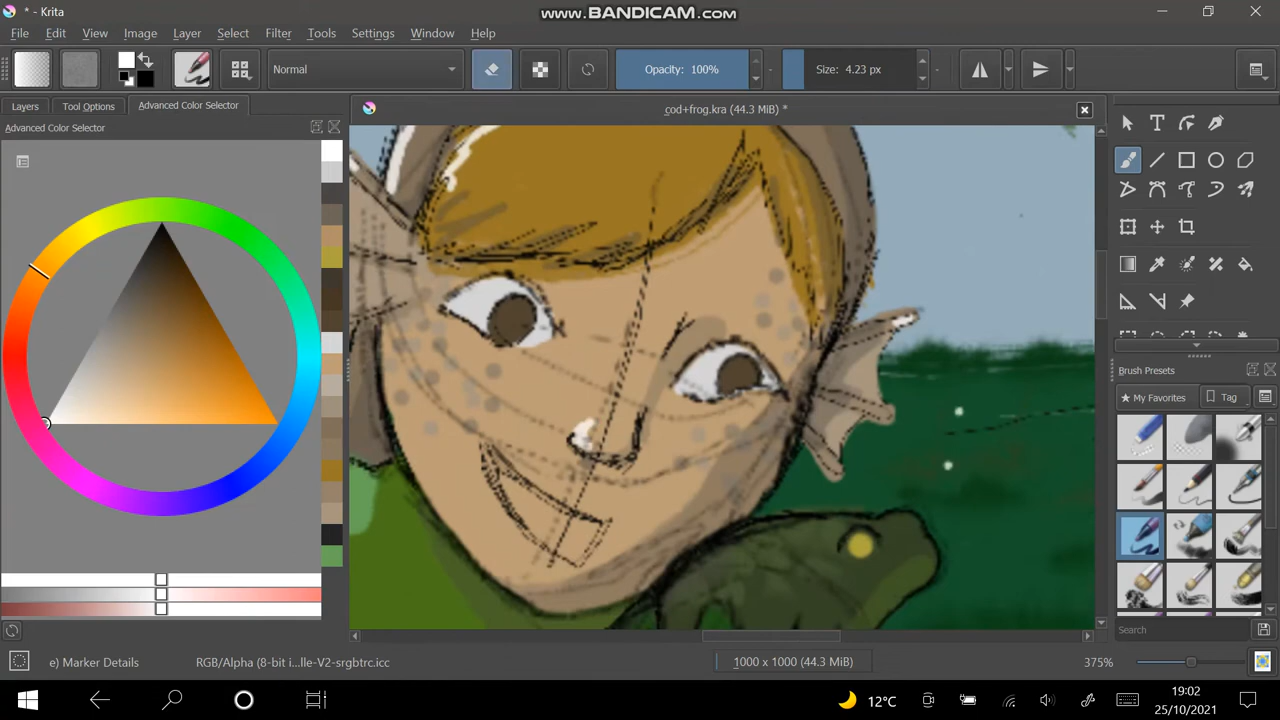 * - Krita
www.BANDICAM.com
File Edit View Image Layer Select Filter Tools Settings Window Help
Normal
Opacity: 100%
Size: 4.23 px
Layers Tool Options Advanced Color Selector
cod+frog.kra (44.3 MiB) *
Advanced Color Selector
Brush Presets
My Favorites
Tag
Search
e) Marker Details
RGB/Alpha (8-bit i...lle-V2-srgbtrc.icc
1000 x 1000 (44.3 MiB)
375%
12°C
19:02
25/10/2021